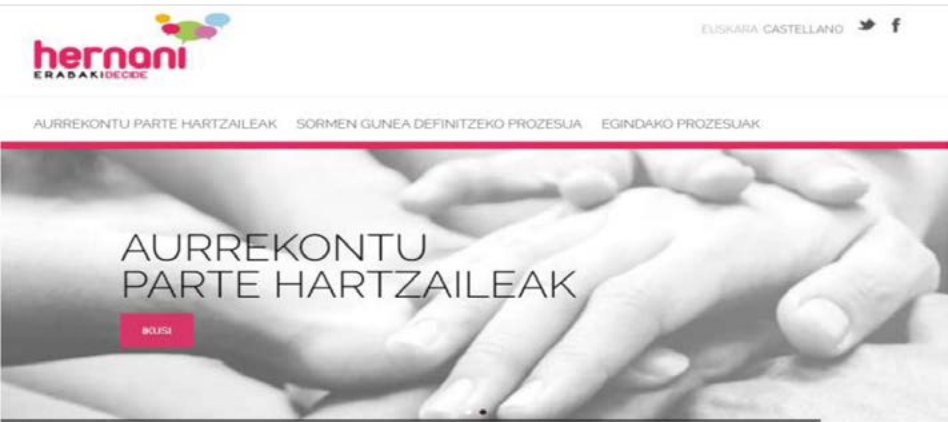 hernani
ERABAKIDECIDE
EUSKARA CASTELLANO
AURREKONTU PARTE HARTZAILEAK SORMEN GUNEA DEFINITZEKO PROZESUA EGINDAKO PROZESUAK
AURREKONTU
PARTE HARTZAILEAK
IKUSI